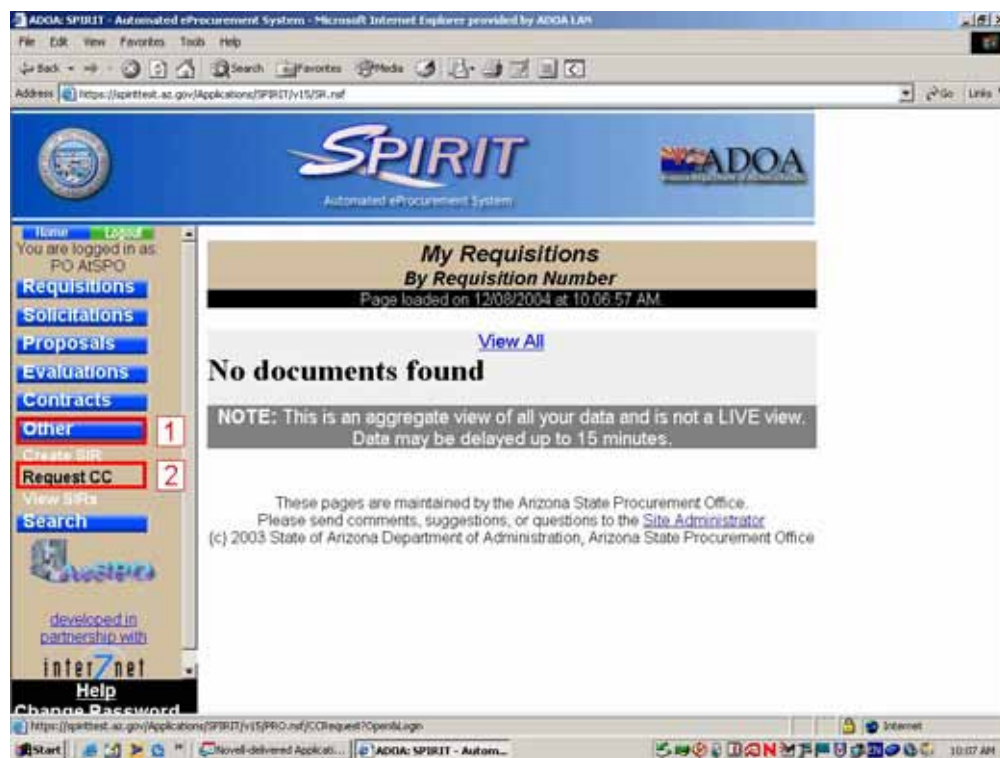 ADOA: SPIRIT - Automated eProcurement System - Microsoft Internet Explorer provided by ADOA LAN
File Edit View Favorites Tools Help
Back Search Favorites Media
Address https://spirittest.az.gov/Applications/SPIRIT/v15/SR.nsf Go Links
SPIRIT
Automated eProcurement System
ADOA
Home Logout
You are logged in as:
PO AtSPO
Requisitions
Solicitations
Proposals
Evaluations
Contracts
Other 1
Create SIR
Request CC 2
View SIRs
Search
developed in
partnership with
inter7net
Help
Change Password
My Requisitions
By Requisition Number
Page loaded on 12/08/2004 at 10:06:57 AM.
View All
No documents found
NOTE: This is an aggregate view of all your data and is not a LIVE view.
Data may be delayed up to 15 minutes.
These pages are maintained by the Arizona State Procurement Office.
Please send comments, suggestions, or questions to the Site Administrator
(c) 2003 State of Arizona Department of Administration, Arizona State Procurement Office
https://spirittest.az.gov/Applications/SPIRIT/v15/PRO.nsf/CCRequest?Open&Login Internet
Start Novell-delivered Applicati... ADOA: SPIRIT - Autom... 10:07 AM